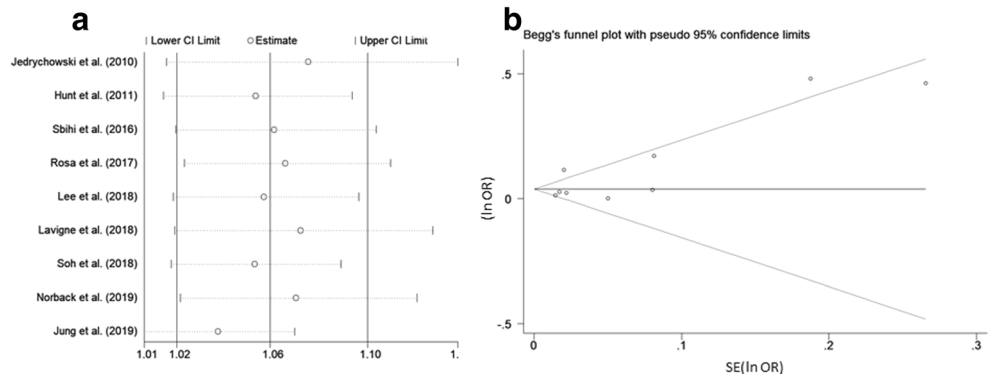 a
| Lower CI Limit ○Estimate | Upper CI Limit
Jedrychowski et al. (2010)
Hunt et al. (2011)
Sbihi et al. (2016)
Rosa et al. (2017)
Lee et al. (2018)
Lavigne et al. (2018)
Soh et al. (2018)
Norback et al. (2019)
Jung et al. (2019)
1.01 1.02 1.06 1.10 1.
b
Begg's funnel plot with pseudo 95% confidence limits
(ln OR)
.5
0
-.5
0 .1 .2 .3
SE(ln OR)